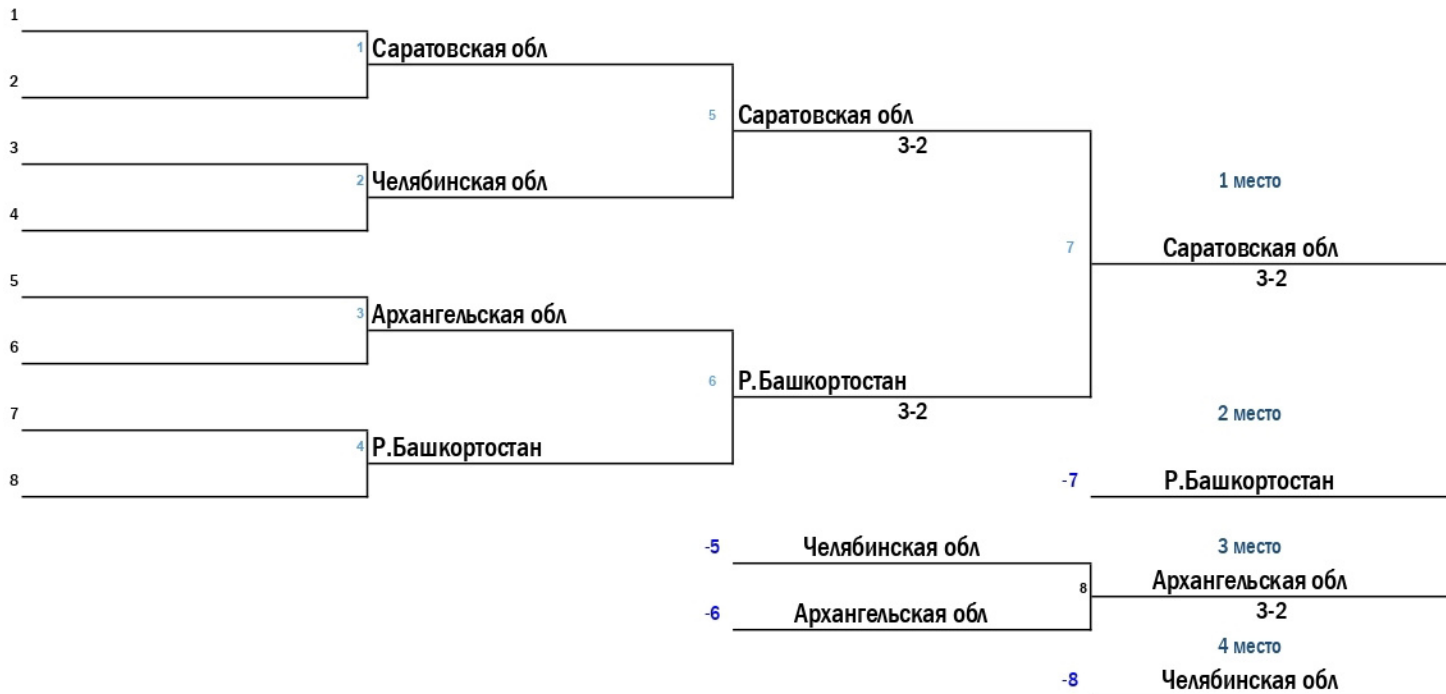 1
1 Саратовская обл
2
5 Саратовская обл
3-2
3
2 Челябинская обл
1 место
4
7 Саратовская обл
3-2
5
3 Архангельская обл
6
6 Р.Башкортостан
3-2
7
2 место
4 Р.Башкортостан
8
-7 Р.Башкортостан
-5 Челябинская обл
3 место
8 Архангельская обл
3-2
-6 Архангельская обл
4 место
-8 Челябинская обл